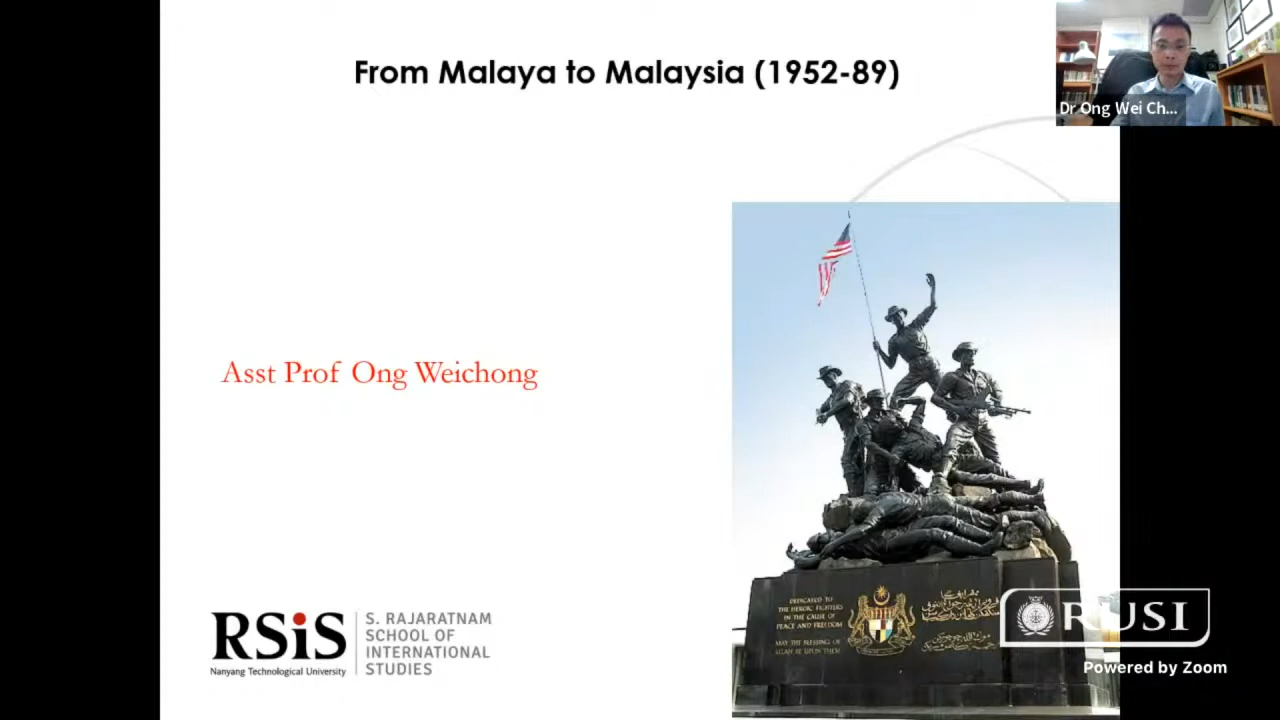 From Malaya to Malaysia (1952-89)
Dr Ong Wei Ch...
Asst Prof Ong Weichong
DEDICATED TO
THE HEROIC FIGHTERS
IN THE CAUSE OF
PEACE AND FREEDOM
MAY THE BLESSING OF
ALLAH BE UPON THEM
RSiS
Nanyang Technological University
S. RAJARATNAM
SCHOOL OF
INTERNATIONAL
STUDIES
RUSI
Powered by Zoom